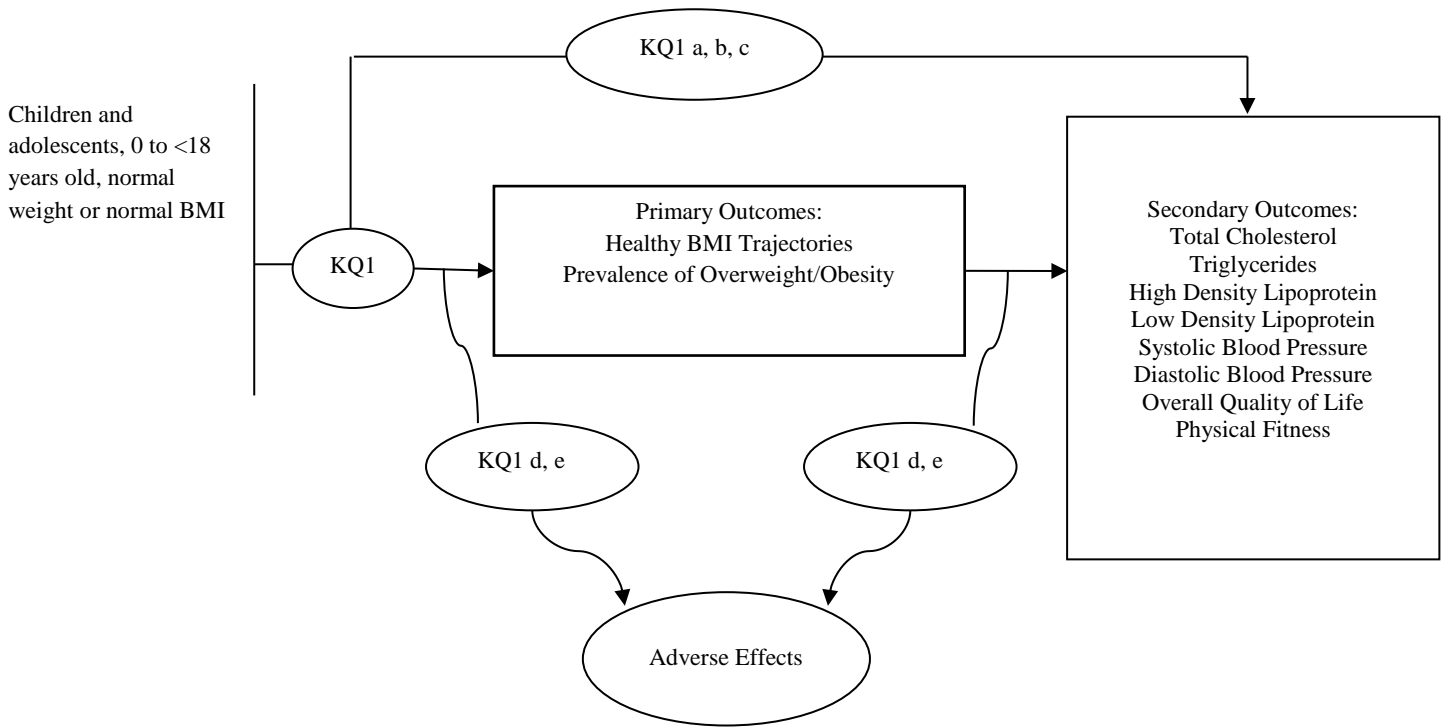 KQ1 a, b, c
Children and
adolescents, 0 to <18
years old, normal
weight or normal BMI
KQ1
Primary Outcomes:
Healthy BMI Trajectories
Prevalence of Overweight/Obesity
Secondary Outcomes:
Total Cholesterol
Triglycerides
High Density Lipoprotein
Low Density Lipoprotein
Systolic Blood Pressure
Diastolic Blood Pressure
Overall Quality of Life
Physical Fitness
KQ1 d, e
KQ1 d, e
Adverse Effects